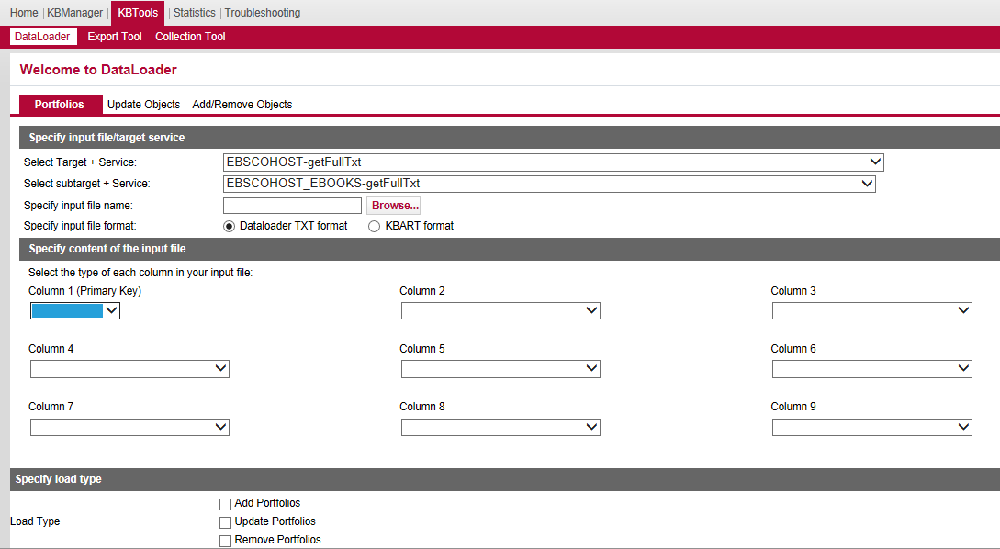 Home | KBManager | KBTools | Statistics | Troubleshooting
DataLoader | Export Tool | Collection Tool
Welcome to DataLoader
Portfolios Update Objects Add/Remove Objects
Specify input file/target service
Select Target + Service: EBSCOHOST-getFullTxt
Select subtarget + Service: EBSCOHOST_EBOOKS-getFullTxt
Specify input file name: Browse...
Specify input file format: Dataloader TXT format KBART format
Specify content of the input file
Select the type of each column in your input file:
Column 1 (Primary Key) Column 2 Column 3
Column 4 Column 5 Column 6
Column 7 Column 8 Column 9
Specify load type
Add Portfolios
Load Type Update Portfolios
Remove Portfolios